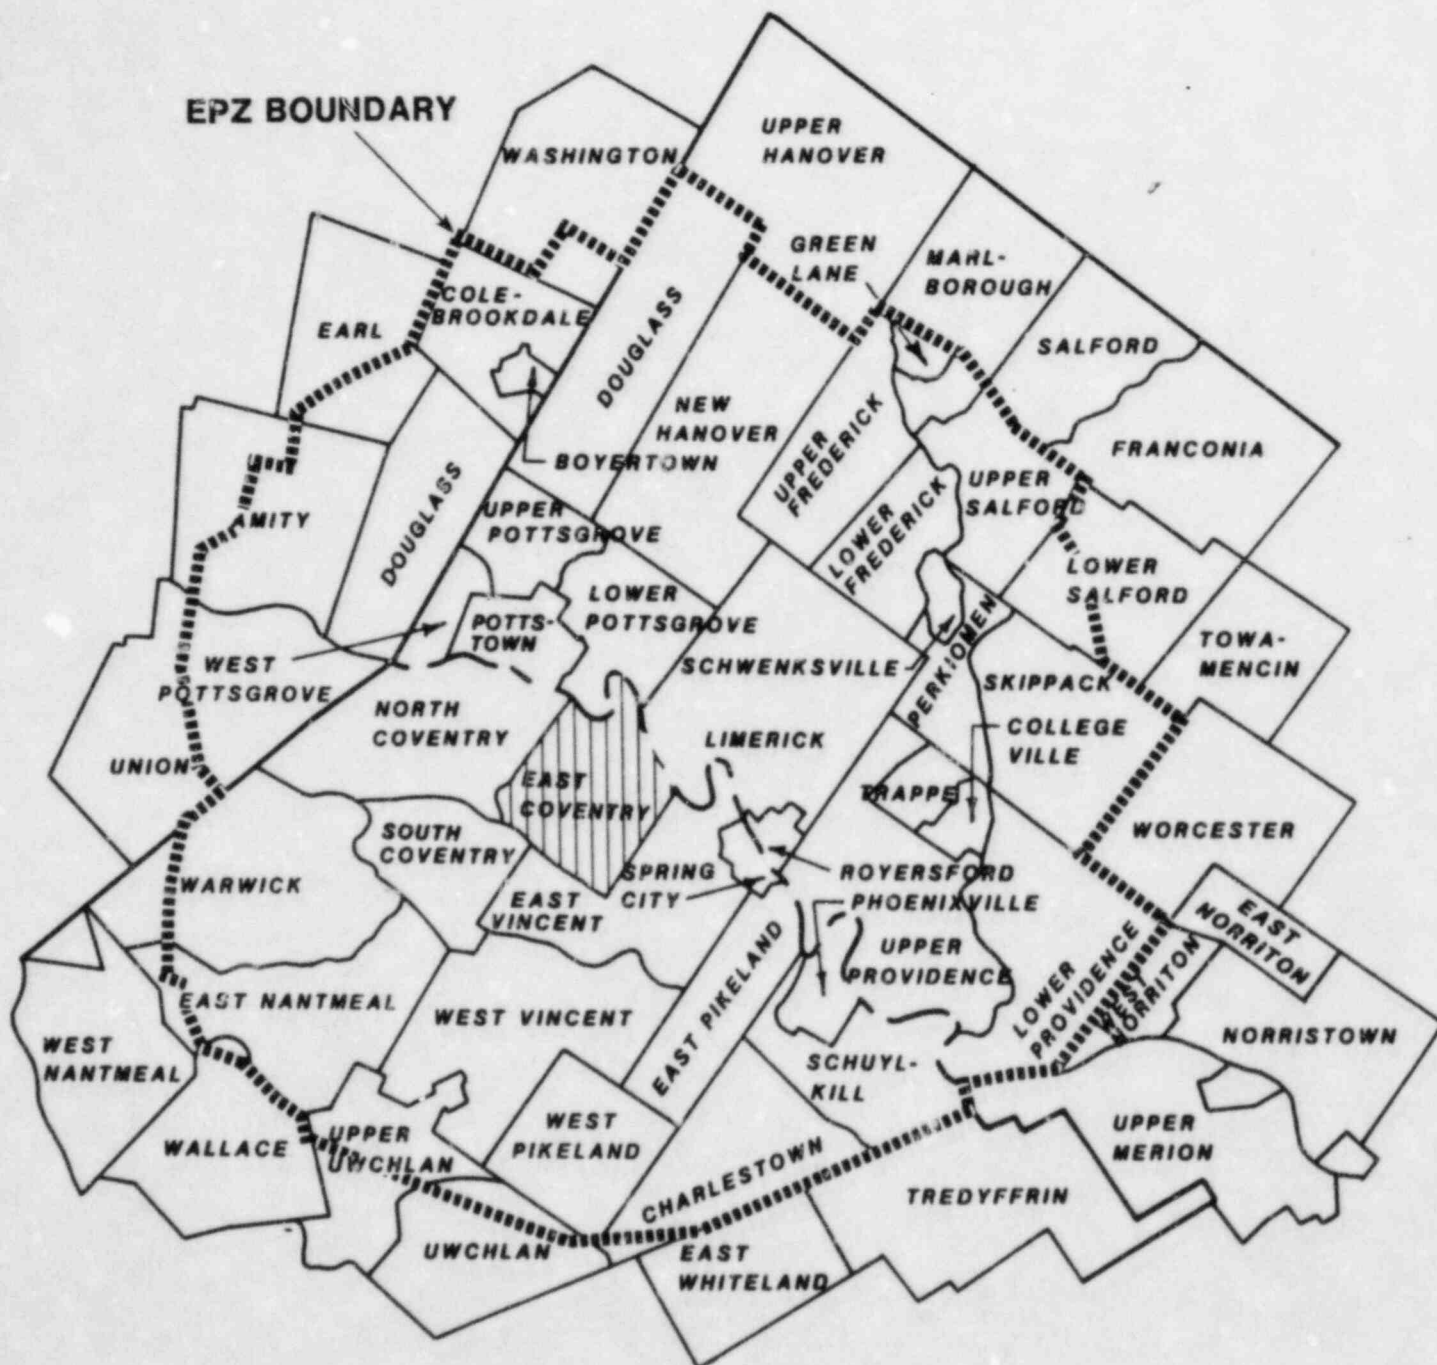 EPZ BOUNDARY
WASHINGTON
UPPER
HANOVER
GREEN
LANE
MARL-
BOROUGH
COLE-
BROOKDALE
EARL
DOUGLASS
SALFORD
NEW
HANOVER
BOYERTOWN
UPPER
FREDERICK
FRANCONIA
UPPER
SALFORD
AMITY
DOUGLASS
UPPER
POTTSGROVE
LOWER
FREDERICK
LOWER
SALFORD
LOWER
POTTSGROVE
POTTS-
TOWN
WEST
POTTSGROVE
SCHWENKSVILLE
PERKIOMEN
SKIPPACK
TOWA-
MENCIN
NORTH
COVENTRY
LIMERICK
COLLEGE
VILLE
UNION
EAST
COVENTRY
TRAPPE
WORCESTER
SOUTH
COVENTRY
WARWICK
SPRING
CITY
ROYERSFORD
PHOENIXVILLE
EAST
VINCENT
EAST
NORRITON
UPPER
PROVIDENCE
LOWER
PROVIDENCE
WEST
NORRITON
EAST NANTMEAL
WEST VINCENT
EAST PIKELAND
NORRISTOWN
WEST
NANTMEAL
SCHUYL-
KILL
WEST
PIKELAND
UPPER
MERION
WALLACE
UPPER
UWCHLAN
CHARLESTOWN
TREDYFFRIN
UWCHLAN
EAST
WHITELAND